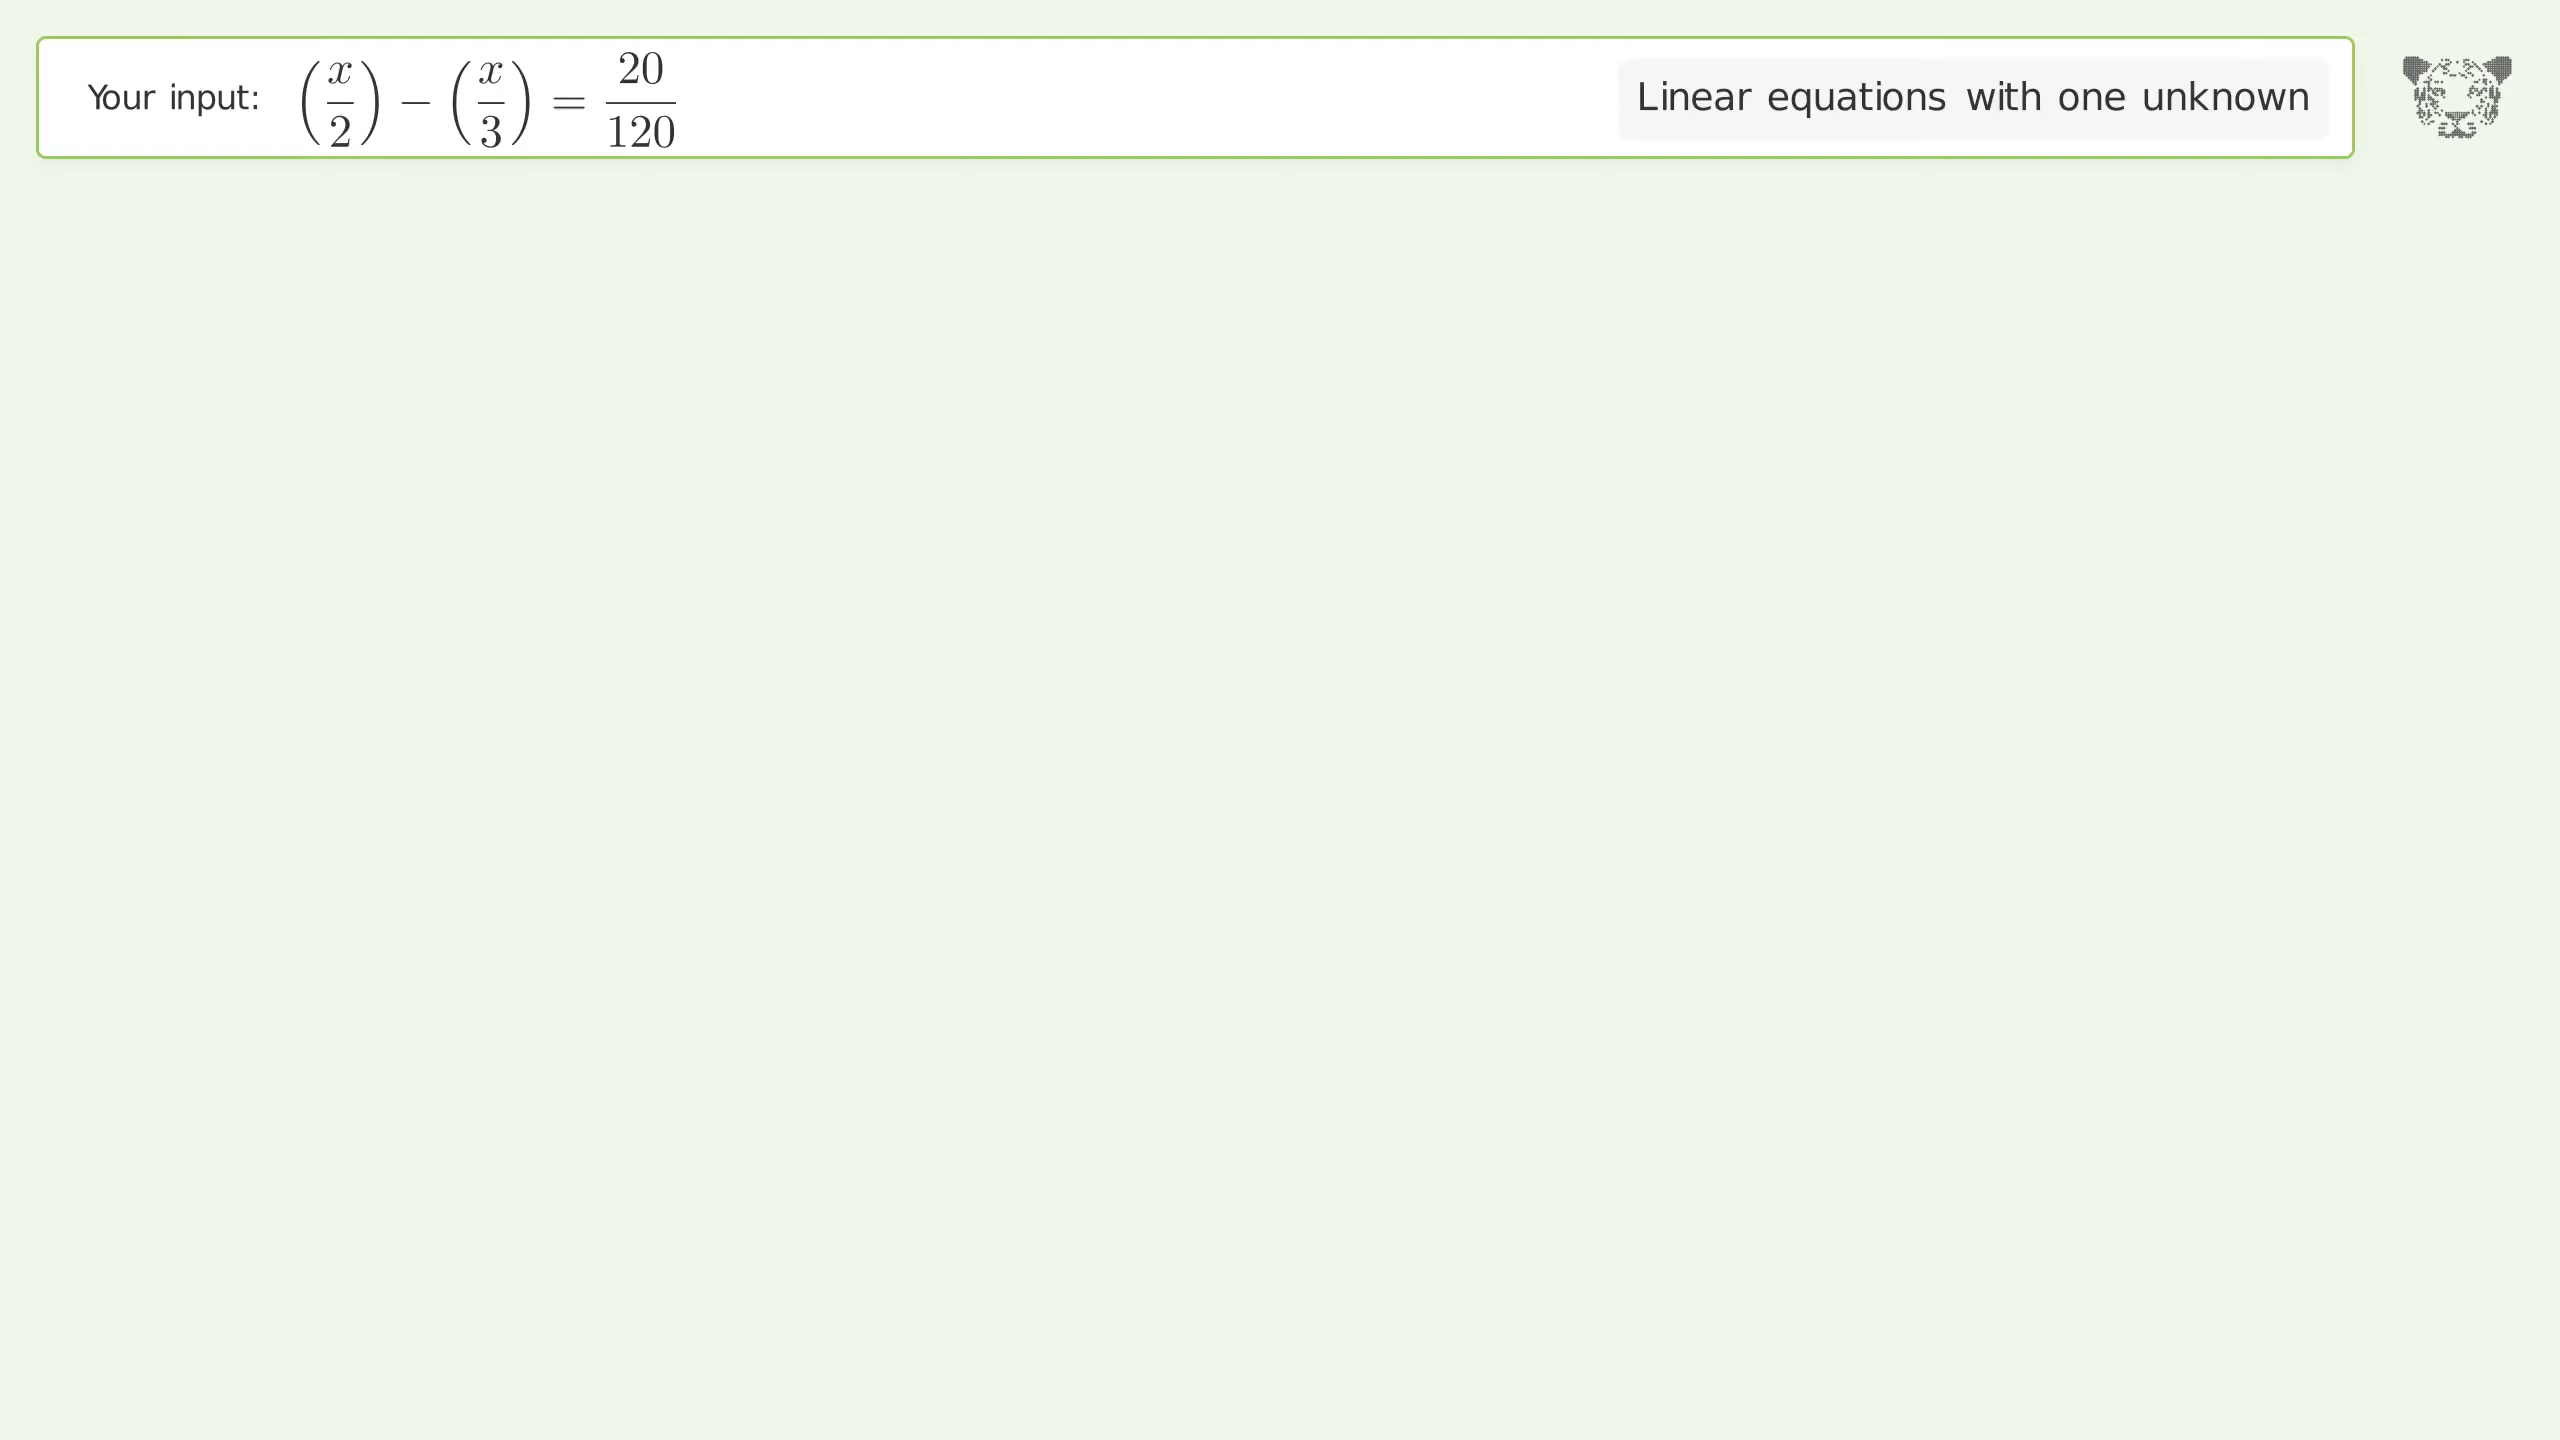 Your input: (x/2) − (x/3) = 20/120 Linear equations with one unknown